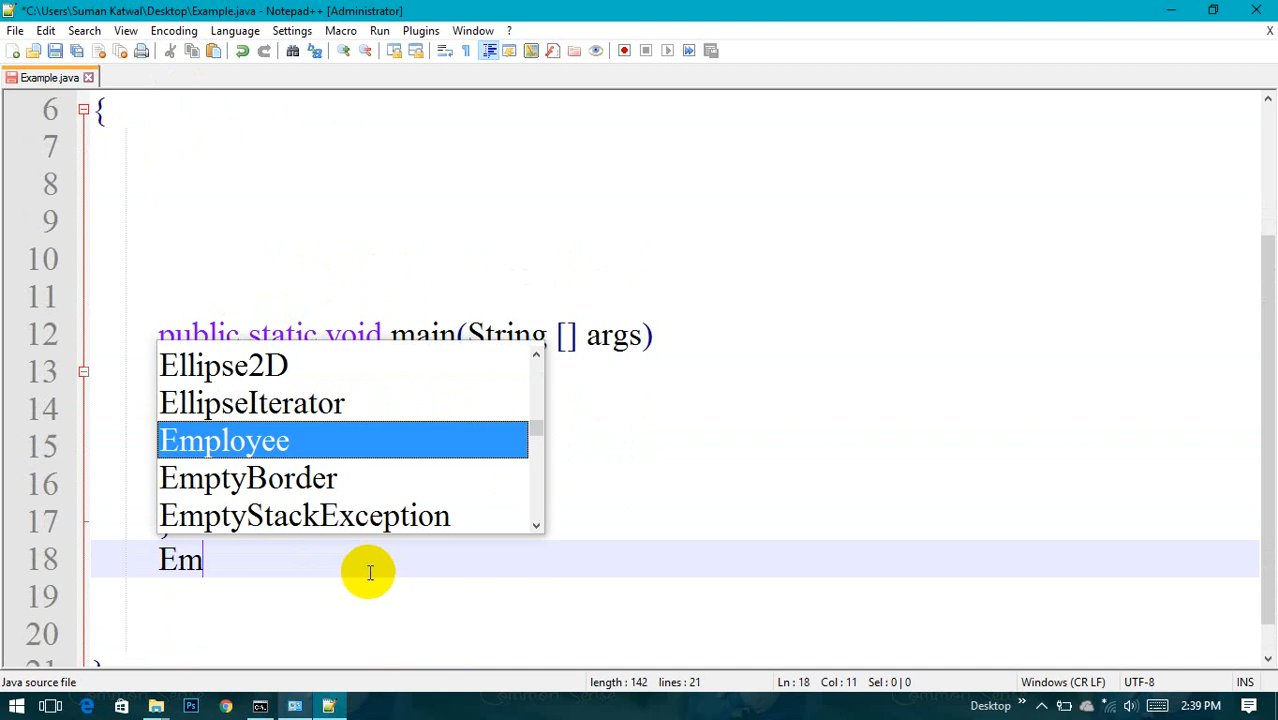 *C:\Users\Suman Katwal\Desktop\Example.java - Notepad++ [Administrator]
File Edit Search View Encoding Language Settings Macro Run Plugins Window ? X
Example.java
6 {
7
8
9
10
11
12 public static void main(String [] args)
13
Ellipse2D
14 EllipseIterator
15 Employee
16 EmptyBorder
17 EmptyStackException
18 Em
19
20
21 }
Java source file length : 142 lines : 21 Ln : 18 Col : 11 Sel : 0 | 0 Windows (CR LF) UTF-8 INS
Desktop 2:39 PM